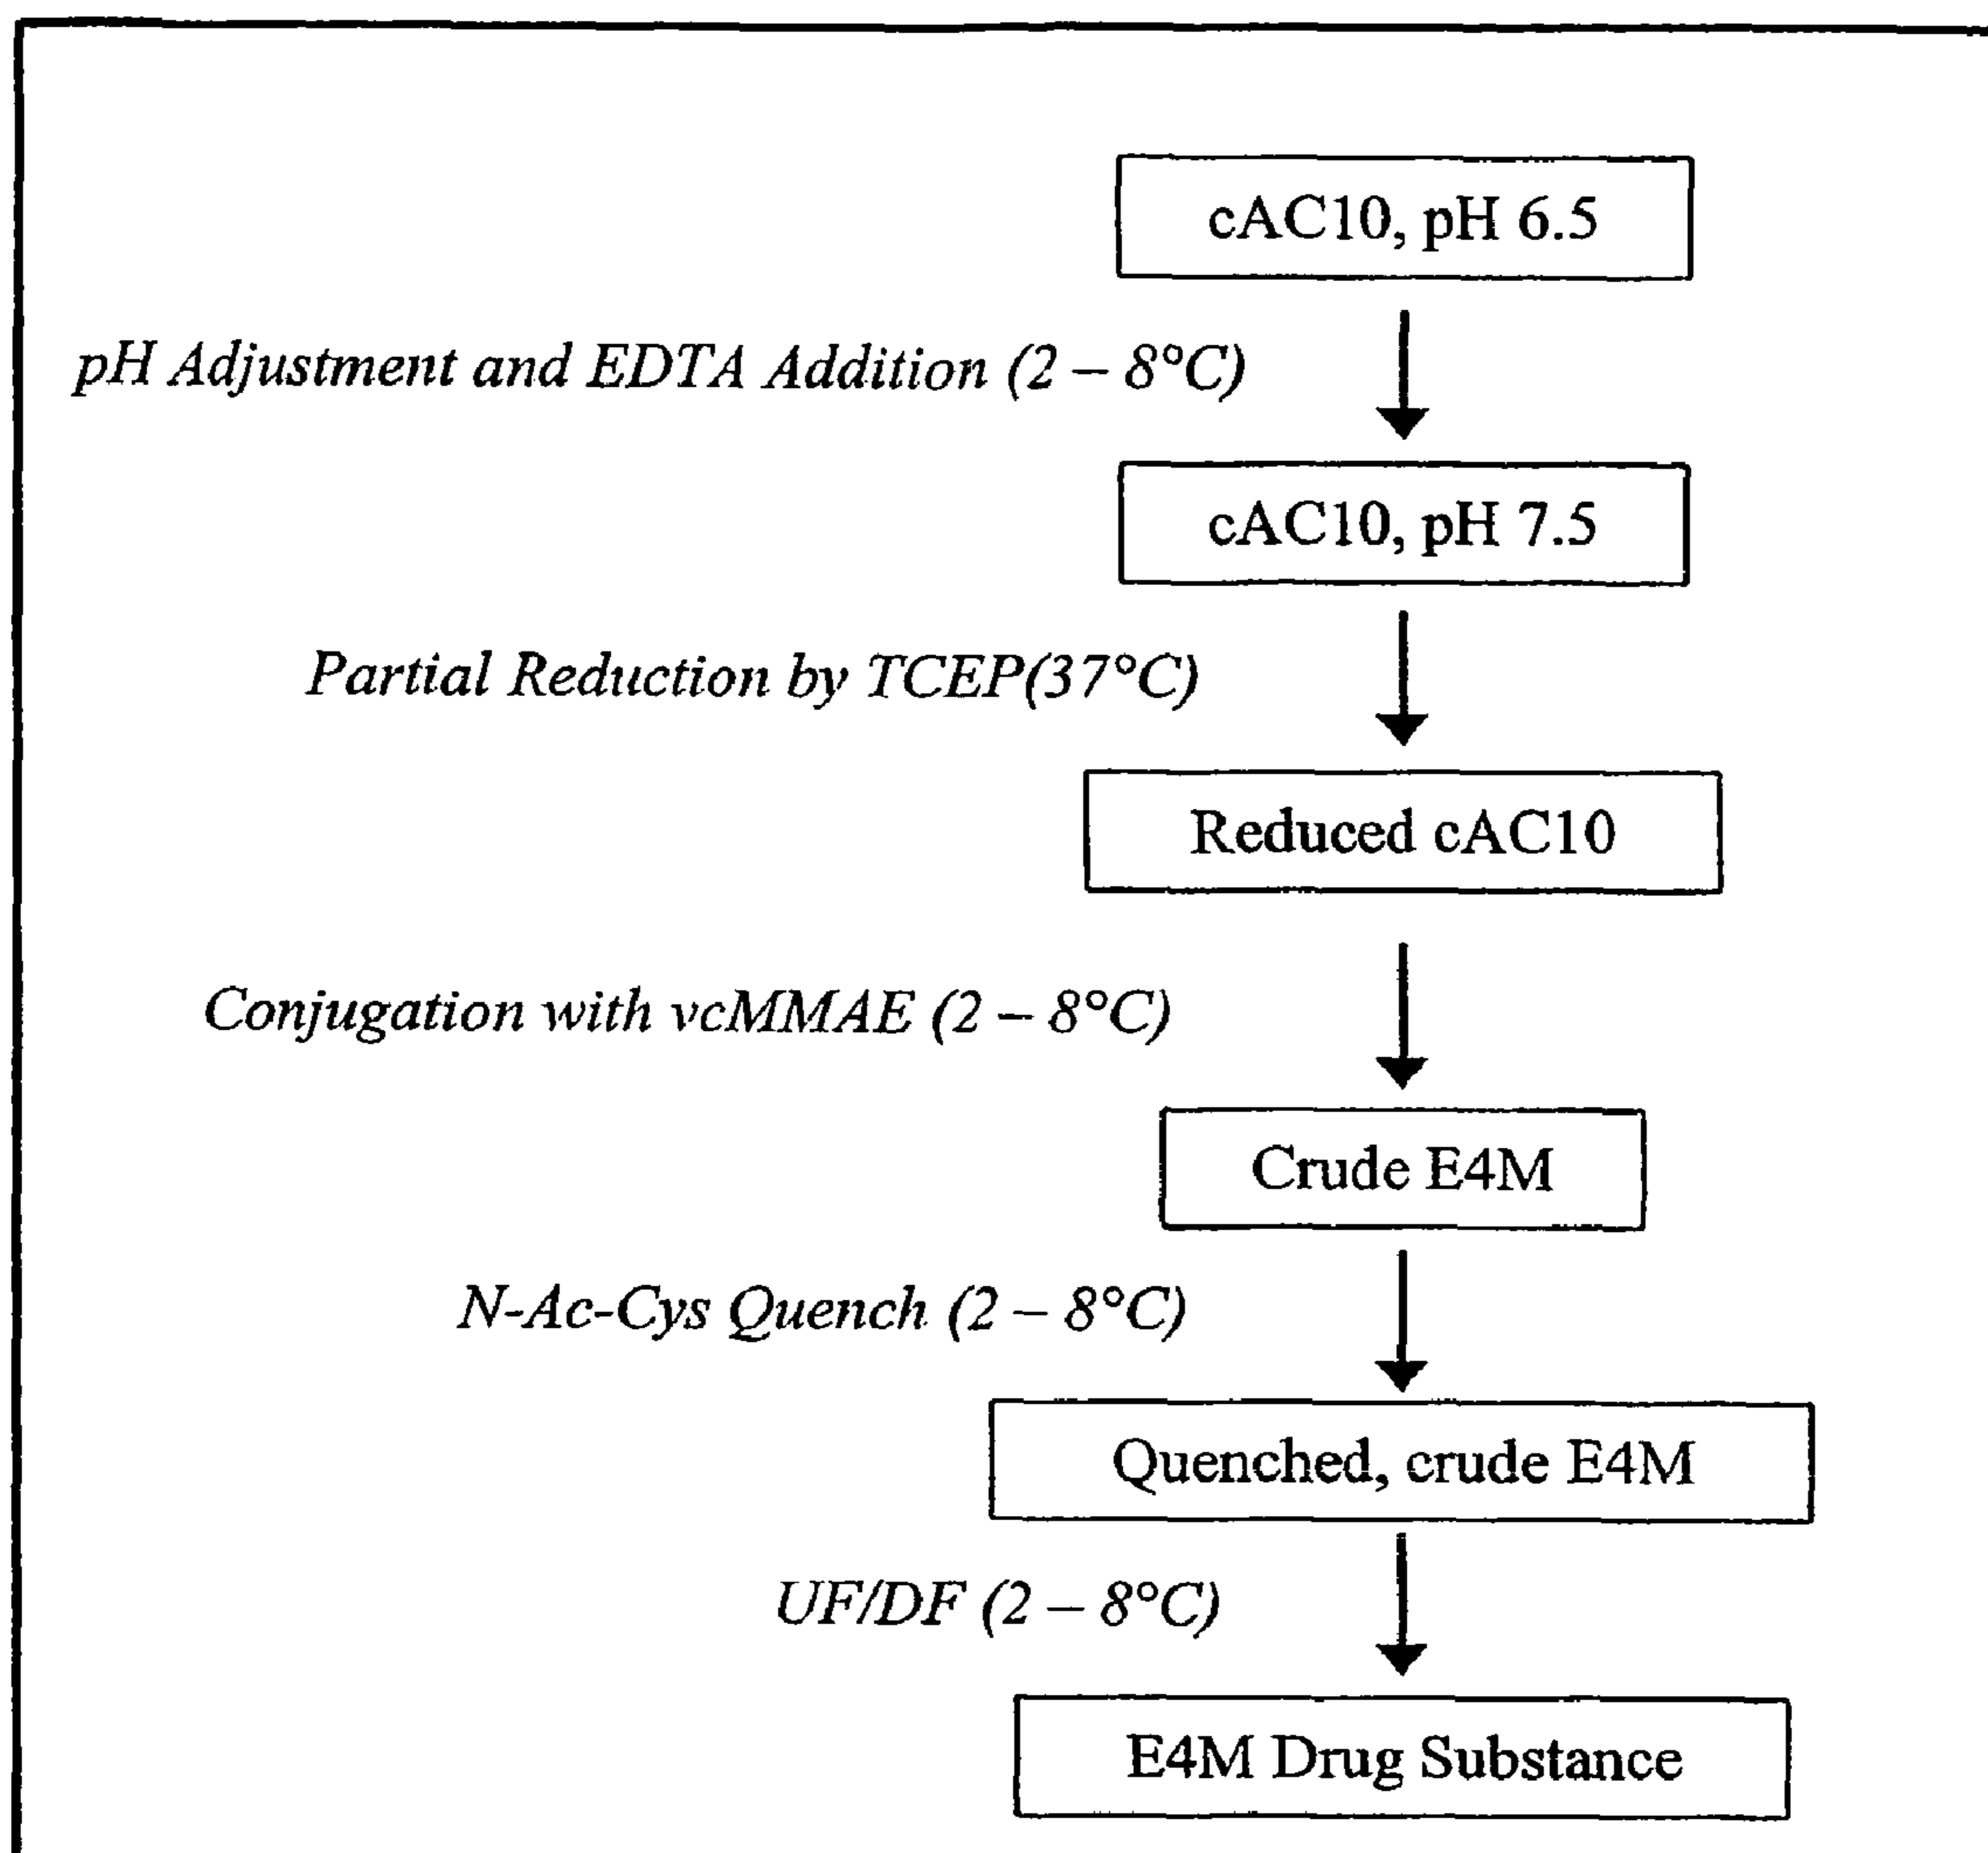 cAC10, pH 6.5
pH Adjustment and EDTA Addition (2 – 8°C)
cAC10, pH 7.5
Partial Reduction by TCEP(37°C)
Reduced cAC10
Conjugation with vcMMAE (2 – 8°C)
Crude E4M
N-Ac-Cys Quench (2 – 8°C)
Quenched, crude E4M
UF/DF (2 – 8°C)
E4M Drug Substance